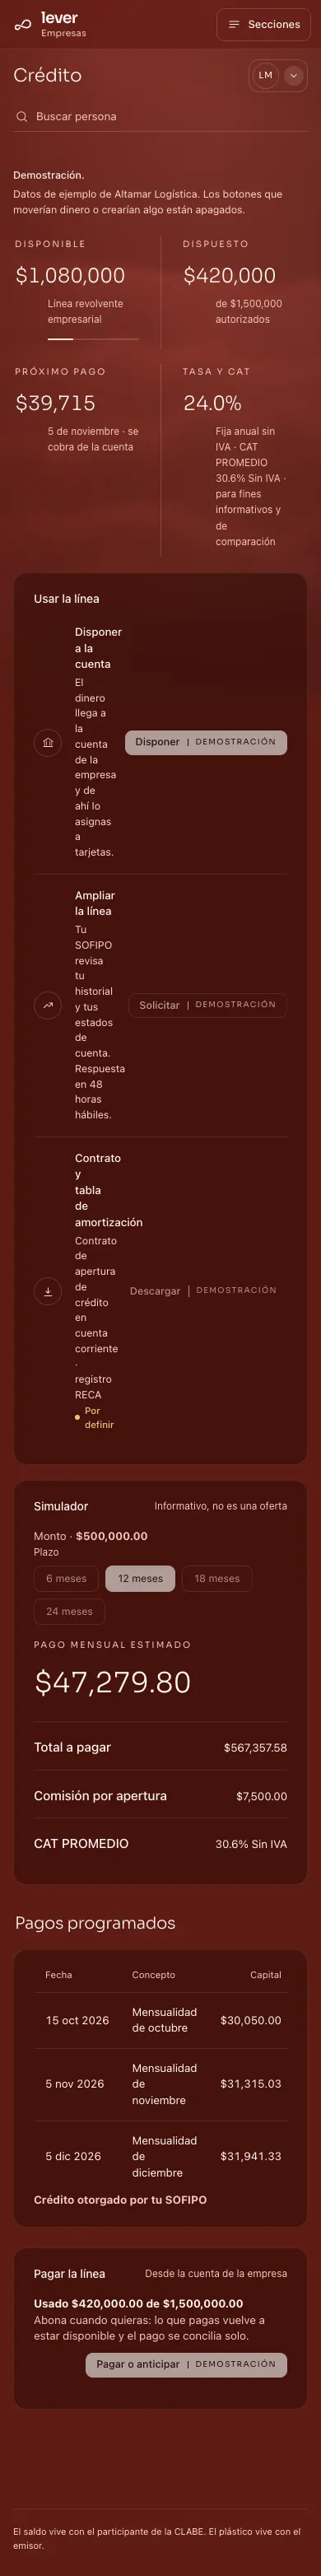 lever
Empresas
Secciones
Crédito
LM
Buscar persona
Demostración.
Datos de ejemplo de Altamar Logística. Los botones que
moverían dinero o crearían algo están apagados.
DISPONIBLE
$1,080,000
Línea revolvente
empresarial
DISPUESTO
$420,000
de $1,500,000
autorizados
PRÓXIMO PAGO
$39,715
5 de noviembre · se
cobra de la cuenta
TASA Y CAT
24.0%
Fija anual sin
IVA · CAT
PROMEDIO
30.6% Sin IVA ·
para fines
informativos y
de
comparación
Usar la línea
Disponer
a la
cuenta
El
dinero
llega a
la
cuenta
de la
empresa
y de
ahí lo
asignas
a
tarjetas.
Disponer | DEMOSTRACIÓN
Ampliar
la línea
Tu
SOFIPO
revisa
tu
historial
y tus
estados
de
cuenta.
Respuesta
en 48
horas
hábiles.
Solicitar | DEMOSTRACIÓN
Contrato
y
tabla
de
amortización
Contrato
de
apertura
de
crédito
en
cuenta
corriente
·
registro
RECA
Por
definir
Descargar | DEMOSTRACIÓN
Simulador
Informativo, no es una oferta
Monto · $500,000.00
Plazo
6 meses
12 meses
18 meses
24 meses
PAGO MENSUAL ESTIMADO
$47,279.80
Total a pagar $567,357.58
Comisión por apertura $7,500.00
CAT PROMEDIO 30.6% Sin IVA
Pagos programados
Fecha Concepto Capital
15 oct 2026 Mensualidad de octubre $30,050.00
5 nov 2026 Mensualidad de noviembre $31,315.03
5 dic 2026 Mensualidad de diciembre $31,941.33
Crédito otorgado por tu SOFIPO
Pagar la línea
Desde la cuenta de la empresa
Usado $420,000.00 de $1,500,000.00
Abona cuando quieras: lo que pagas vuelve a
estar disponible y el pago se concilia solo.
Pagar o anticipar | DEMOSTRACIÓN
El saldo vive con el participante de la CLABE. El plástico vive con el
emisor.